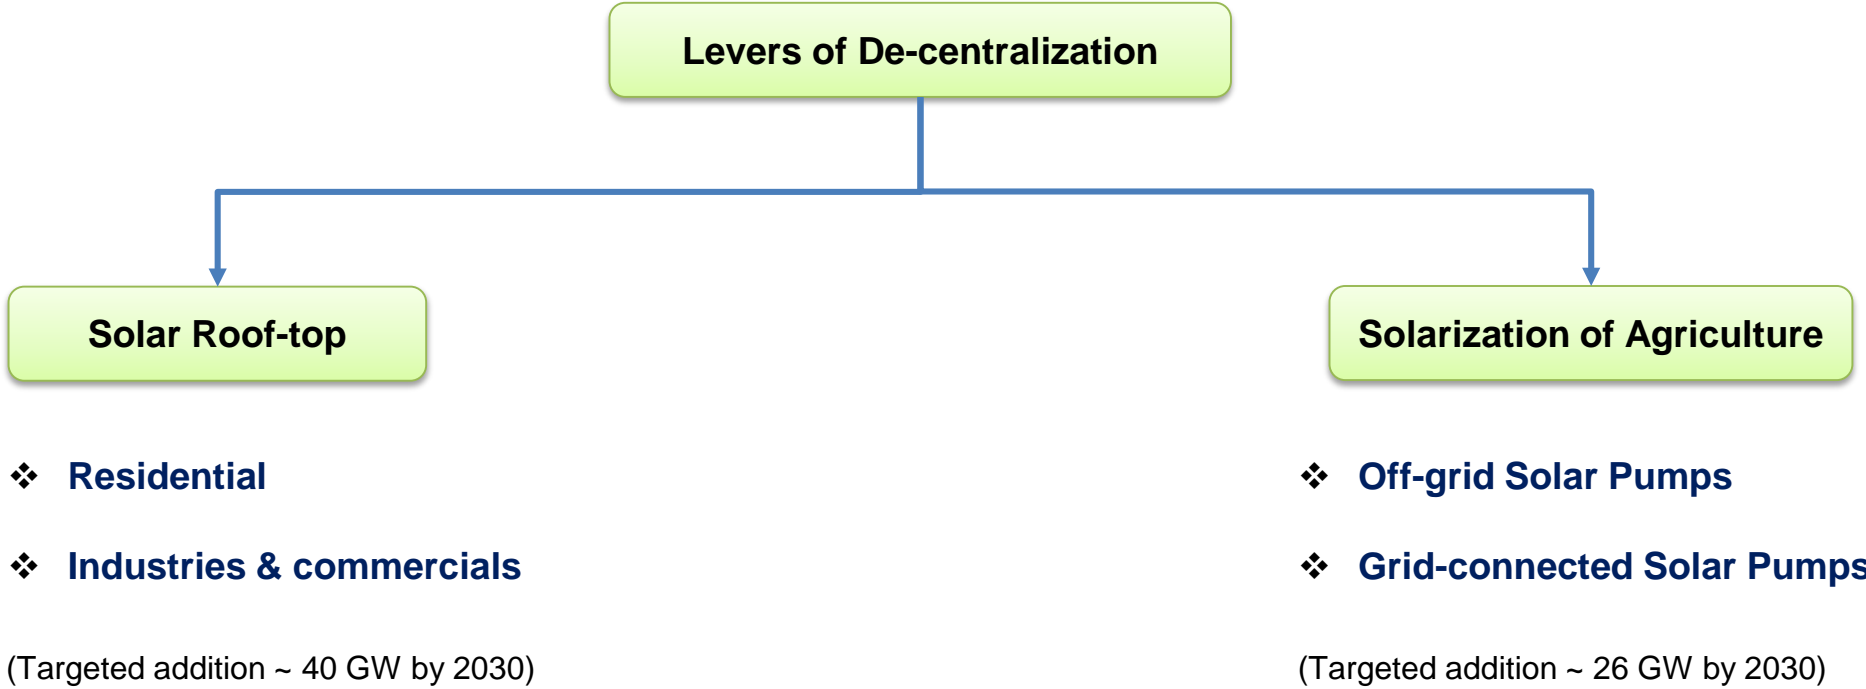 Levers of De-centralization
Solar Roof-top
Solarization of Agriculture
❖ Residential
❖ Industries & commercials
(Targeted addition ~ 40 GW by 2030)
❖ Off-grid Solar Pumps
❖ Grid-connected Solar Pumps
(Targeted addition ~ 26 GW by 2030)